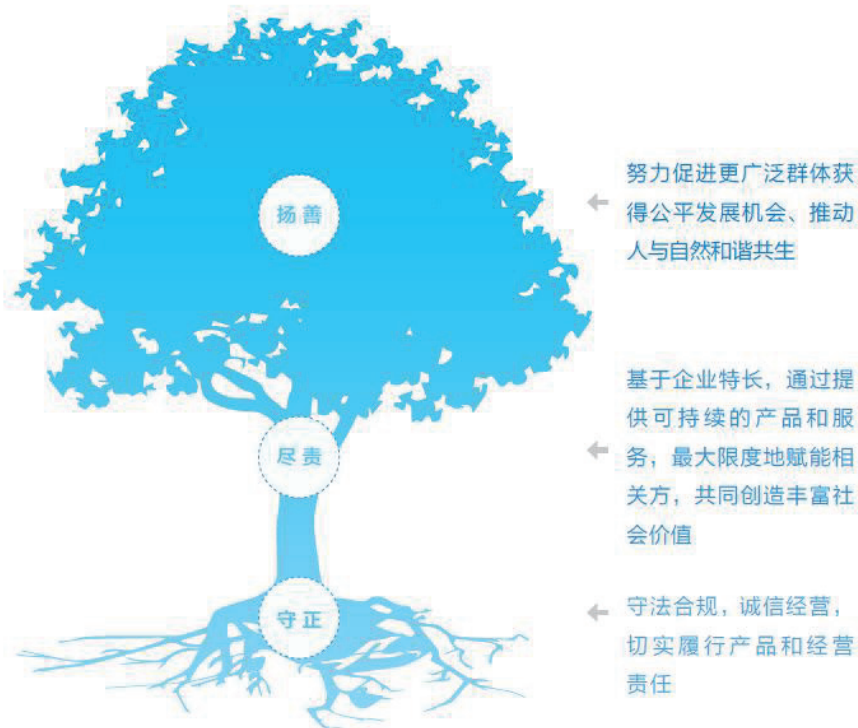 扬善
努力促进更广泛群体获
得公平发展机会、推动
人与自然和谐共生
尽责
基于企业特长，通过提
供可持续的产品和服
务，最大限度地赋能相
关方，共同创造丰富社
会价值
守正
守法合规，诚信经营，
切实履行产品和经营
责任